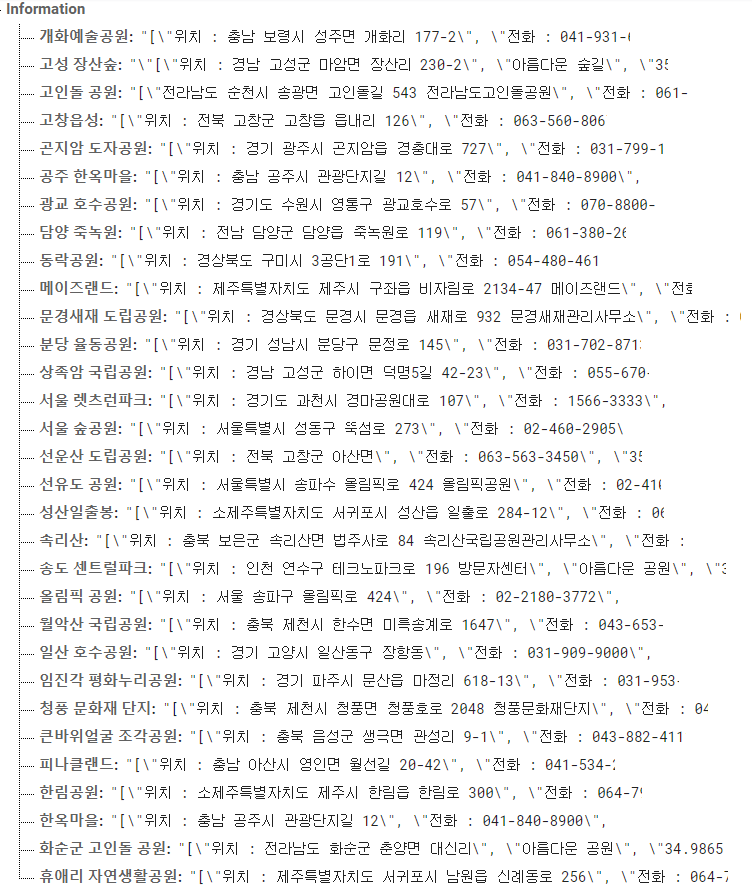 Information
개화예술공원: "[\"위치 : 충남 보령시 성주면 개화리 177-2\", \"전화 : 041-931-
고성 장산숲: "\"[\"위치 : 경남 고성군 마암면 장산리 230-2\", \"아름다운 숲길\", \"35
고인돌 공원: "[\"전라남도 순천시 송광면 고인돌길 543 전라남도고인돌공원\", \"전화 : 061-
고창읍성: "[\"위치 : 전북 고창군 고창읍 읍내리 126\", \"전화 : 063-560-806
곤지암 도자공원: "[\"위치 : 경기 광주시 곤지암읍 경충대로 727\", \"전화 : 031-799-1
공주 한옥마을: "[\"위치 : 충남 공주시 관광단지길 12\", \"전화 : 041-840-8900\",
광교 호수공원: "[\"위치 : 경기도 수원시 영통구 광교호수로 57\", \"전화 : 070-8800-
담양 죽녹원: "[\"위치 : 전남 담양군 담양읍 죽녹원로 119\", \"전화 : 061-380-26
동락공원: "[\"위치 : 경상북도 구미시 3공단1로 191\", \"전화 : 054-480-461
메이즈랜드: "[\"위치 : 제주특별자치도 제주시 구좌읍 비자림로 2134-47 메이즈랜드\", \"전화
문경새재 도립공원: "[\"위치 : 경상북도 문경시 문경읍 새재로 932 문경새재관리사무소\", \"전화 :
분당 율동공원: "[\"위치 : 경기 성남시 분당구 문정로 145\", \"전화 : 031-702-871
상족암 국립공원: "[\"위치 : 경남 고성군 하이면 덕명5길 42-23\", \"전화 : 055-670-
서울 렛츠런파크: "[\"위치 : 경기도 과천시 경마공원대로 107\", \"전화 : 1566-3333\",
서울 숲공원: "[\"위치 : 서울특별시 성동구 뚝섬로 273\", \"전화 : 02-460-2905\
선운산 도립공원: "[\"위치 : 전북 고창군 아산면\", \"전화 : 063-563-3450\", \"35
선유도 공원: "[\"위치 : 서울특별시 송파수 올림픽로 424 올림픽공원\", \"전화 : 02-41
성산일출봉: "[\"위치 : 소제주특별자치도 서귀포시 성산읍 일출로 284-12\", \"전화 : 06
속리산: "[\"위치 : 충북 보은군 속리산면 법주사로 84 속리산국립공원관리사무소\", \"전화 :
송도 센트럴파크: "[\"위치 : 인천 연수구 테크노파크로 196 방문자센터\", \"아름다운 공원\", \"3
올림픽 공원: "[\"위치 : 서울 송파구 올림픽로 424\", \"전화 : 02-2180-3772\",
월악산 국립공원: "[\"위치 : 충북 제천시 한수면 미륵송계로 1647\", \"전화 : 043-653-
일산 호수공원: "[\"위치 : 경기 고양시 일산동구 장항동\", \"전화 : 031-909-9000\",
임진각 평화누리공원: "[\"위치 : 경기 파주시 문산읍 마정리 618-13\", \"전화 : 031-953-
청풍 문화재 단지: "[\"위치 : 충북 제천시 청풍면 청풍호로 2048 청풍문화재단지\", \"전화 : 04
큰바위얼굴 조각공원: "[\"위치 : 충북 음성군 생극면 관성리 9-1\", \"전화 : 043-882-411
피나클랜드: "[\"위치 : 충남 아산시 영인면 월선길 20-42\", \"전화 : 041-534-
한림공원: "[\"위치 : 소제주특별자치도 제주시 한림읍 한림로 300\", \"전화 : 064-79
한옥마을: "[\"위치 : 충남 공주시 관광단지길 12\", \"전화 : 041-840-8900\",
화순군 고인돌 공원: "[\"위치 : 전라남도 화순군 춘양면 대신리\", \"아름다운 공원\", \"34.9865
휴애리 자연생활공원: "[\"위치 : 제주특별자치도 서귀포시 남원읍 신례동로 256\", \"전화 : 064-7